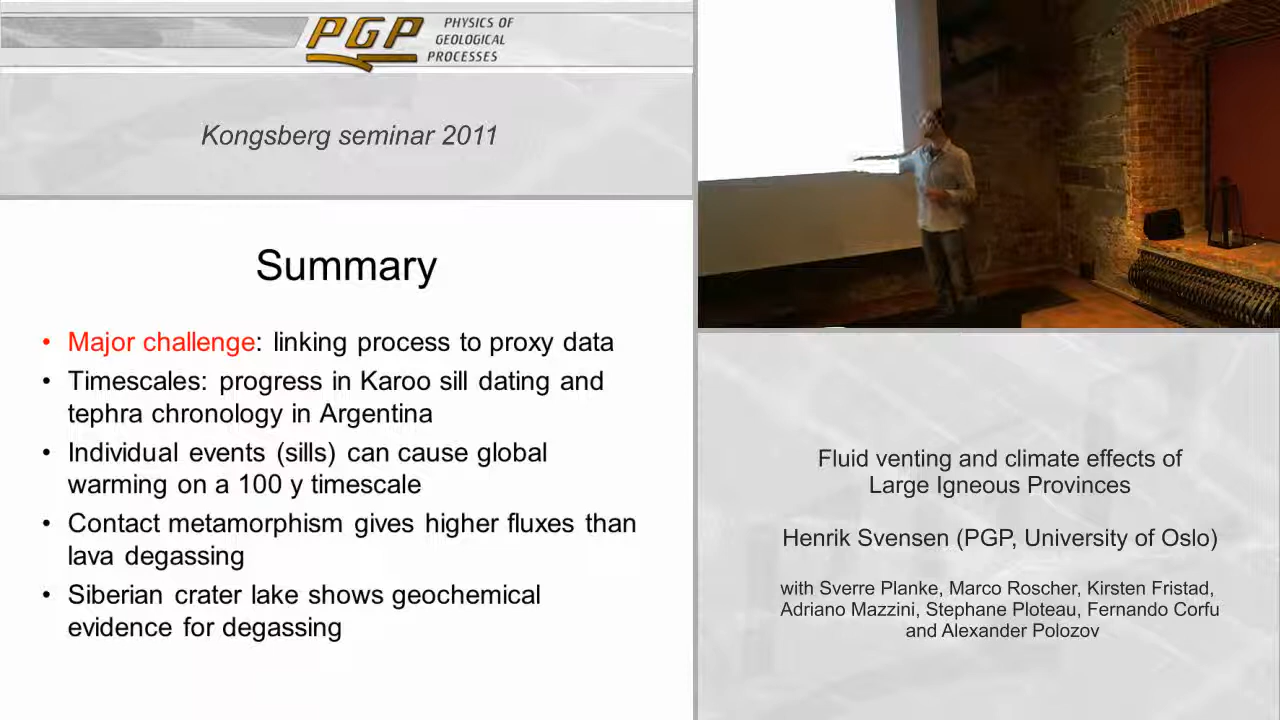 PGP
PHYSICS OF
GEOLOGICAL
PROCESSES
Kongsberg seminar 2011
Summary
• Major challenge: linking process to proxy data
• Timescales: progress in Karoo sill dating and
tephra chronology in Argentina
• Individual events (sills) can cause global
warming on a 100 y timescale
• Contact metamorphism gives higher fluxes than
lava degassing
• Siberian crater lake shows geochemical
evidence for degassing
Fluid venting and climate effects of
Large Igneous Provinces
Henrik Svensen (PGP, University of Oslo)
with Sverre Planke, Marco Roscher, Kirsten Fristad,
Adriano Mazzini, Stephane Ploteau, Fernando Corfu
and Alexander Polozov